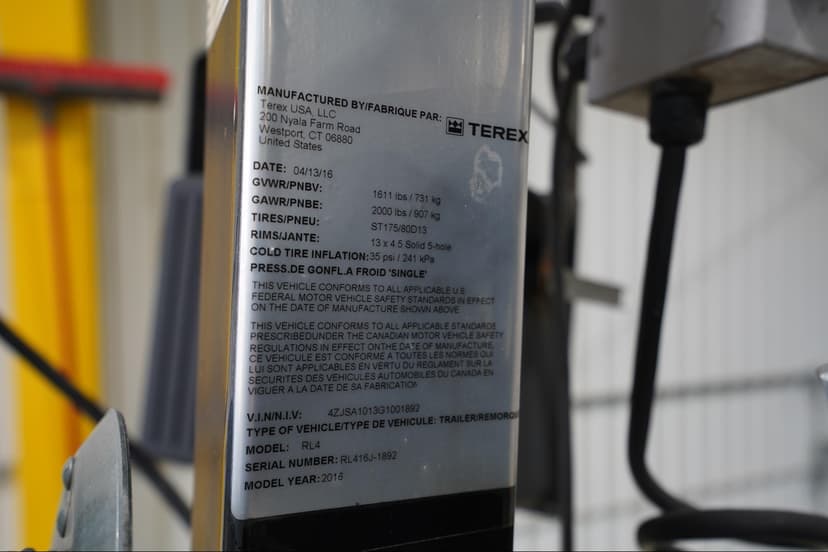 MANUFACTURED BY/FABRIQUE PAR:
Terex USA, LLC
200 Nyala Farm Road
Westport, CT 06880
United States
TEREX
DATE: 04/13/16
GVWR/PNBV: 1611 lbs / 731 kg
GAWR/PNBE: 2000 lbs / 907 kg
TIRES/PNEU: ST175/80D13
RIMS/JANTE: 13 x 4.5 Solid 5-hole
COLD TIRE INFLATION: 35 psi / 241 kPa
PRESS.DE GONFL.A FROID 'SINGLE'
THIS VEHICLE CONFORMS TO ALL APPLICABLE U.S.
FEDERAL MOTOR VEHICLE SAFETY STANDARDS IN EFFECT
ON THE DATE OF MANUFACTURE SHOWN ABOVE
THIS VEHICLE CONFORMS TO ALL APPLICABLE STANDARDS
PRESCRIBEDUNDER THE CANADIAN MOTOR VEHICLE SAFETY
REGULATIONS IN EFFECT ONTHE DATE OF MANUFACTURE,
CE VEHICULE EST CONFORME A TOUTES LES NORMES QUI
LUI SONT APPLICABLES EN VERTU DU REGLAMENT SUR LA
SECURITES DES VEHICULES AUTOMOBILES DU CANADA EN
VIGUER A LA DATE DE SA FABRICATION
V.I.N/N.I.V: 4ZJSA1013G1001892
TYPE OF VEHICLE/TYPE DE VEHICULE: TRAILER/REMORQU
MODEL: RL4
SERIAL NUMBER: RL416J-1892
MODEL YEAR: 2016